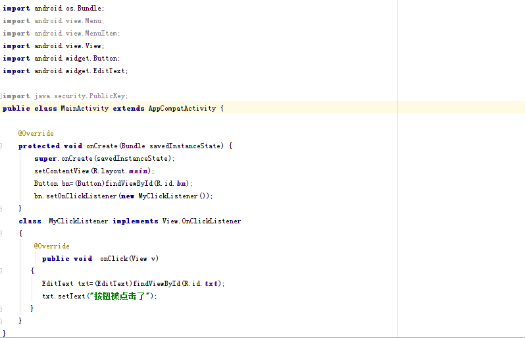 import android.os.Bundle;
import android.view.Menu;
import android.view.MenuItem;
import android.view.View;
import android.widget.Button;
import android.widget.EditText;
import java.security.PublicKey;
public class MainActivity extends AppCompatActivity {
@Override
protected void onCreate(Bundle savedInstanceState) {
super.onCreate(savedInstanceState);
setContentView(R.layout.main);
Button bn=(Button)findViewById(R.id.bn);
bn.setOnClickListener(new MyClickListener());
}
class MyClickListener implements View.OnClickListener
{
@Override
public void onClick(View v)
{
EditText txt=(EditText)findViewById(R.id.txt);
txt.setText("按钮被点击了");
}
}
}